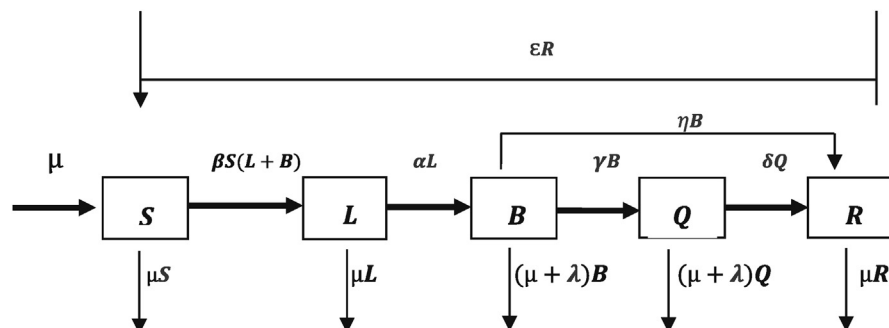 εR
ηB
μ
βS(L + B)
αL
γB
δQ
S
L
B
Q
R
μS
μL
(μ + λ)B
(μ + λ)Q
μR